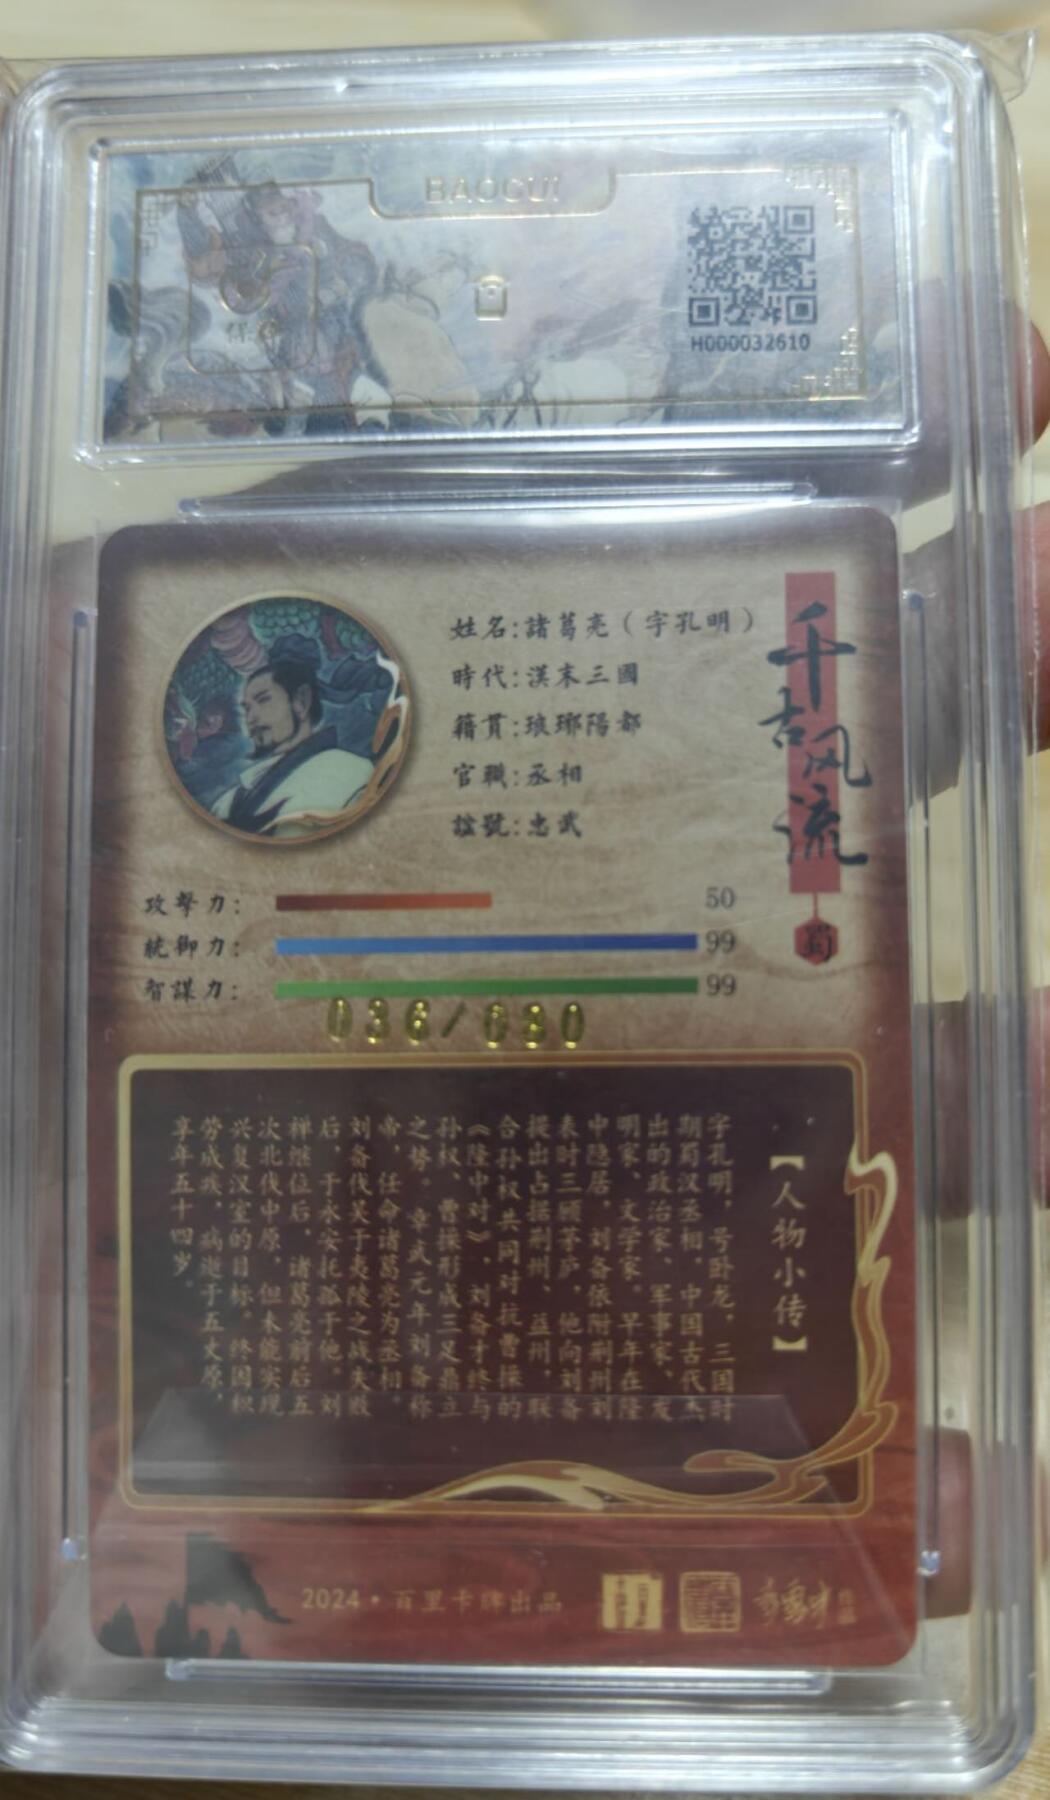 BAOCUI
H000032610
姓名:諸葛亮（字孔明）
時代:漢末三國
籍貫:琅琊陽都
官職:丞相
諡號:忠武
千古风流
蜀
攻擊力: 50
統御力: 99
智謀力: 99
036/080
【人物小传】
字孔明，号卧龙，三国时
期蜀汉丞相，中国古代杰
出的政治家、军事家、发
明家、文学家。早年在隆
中隐居，刘备依附荆州刘
表时三顾茅庐，他向刘备
提出占据荆州、益州，联
合孙权共同对抗曹操的
《隆中对》，刘备才终与
孙权、曹操形成三足鼎立
之势。章武元年刘备称
帝，任命诸葛亮为丞相。
刘备伐吴于夷陵之战失败
后，于永安托孤于他。刘
禅继位后，诸葛亮前后五
次北伐中原，但未能实现
兴复汉室的目标。终因积
劳成疾，病逝于五丈原，
享年五十四岁。
2024·百里卡牌出品